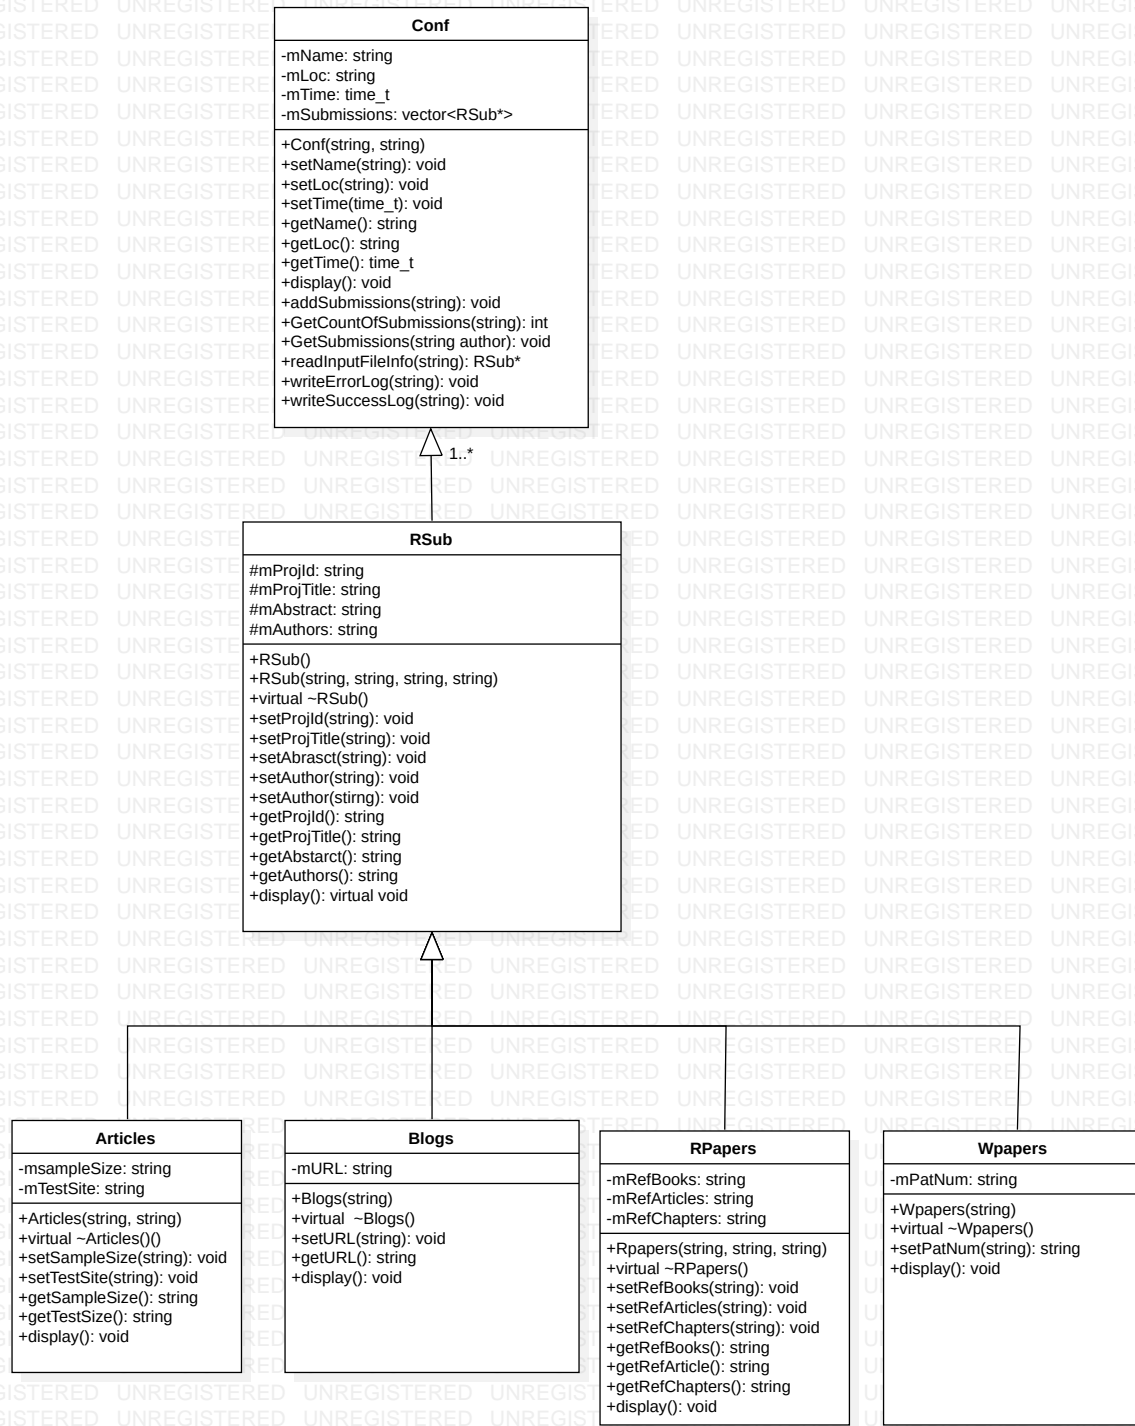 Conf
-mName: string
-mLoc: string
-mTime: time_t
-mSubmissions: vector<RSub*>
+Conf(string, string)
+setName(string): void
+setLoc(string): void
+setTime(time_t): void
+getName(): string
+getLoc(): string
+getTime(): time_t
+display(): void
+addSubmissions(string): void
+GetCountOfSubmissions(string): int
+GetSubmissions(string author): void
+readInputFileInfo(string): RSub*
+writeErrorLog(string): void
+writeSuccessLog(string): void
1..*
RSub
#mProjId: string
#mProjTitle: string
#mAbstract: string
#mAuthors: string
+RSub()
+RSub(string, string, string, string)
+virtual ~RSub()
+setProjId(string): void
+setProjTitle(string): void
+setAbrasct(string): void
+setAuthor(string): void
+setAuthor(stirng): void
+getProjId(): string
+getProjTitle(): string
+getAbstarct(): string
+getAuthors(): string
+display(): virtual void
Articles
-msampleSize: string
-mTestSite: string
+Articles(string, string)
+virtual ~Articles()()
+setSampleSize(string): void
+setTestSite(string): void
+getSampleSize(): string
+getTestSize(): string
+display(): void
Blogs
-mURL: string
+Blogs(string)
+virtual  ~Blogs()
+setURL(string): void
+getURL(): string
+display(): void
RPapers
-mRefBooks: string
-mRefArticles: string
-mRefChapters: string
+Rpapers(string, string, string)
+virtual ~RPapers()
+setRefBooks(string): void
+setRefArticles(string): void
+setRefChapters(string): void
+getRefBooks(): string
+getRefArticle(): string
+getRefChapters(): string
+display(): void
Wpapers
-mPatNum: string
+Wpapers(string)
+virtual ~Wpapers()
+setPatNum(string): string
+display(): void
UNREGISTERED